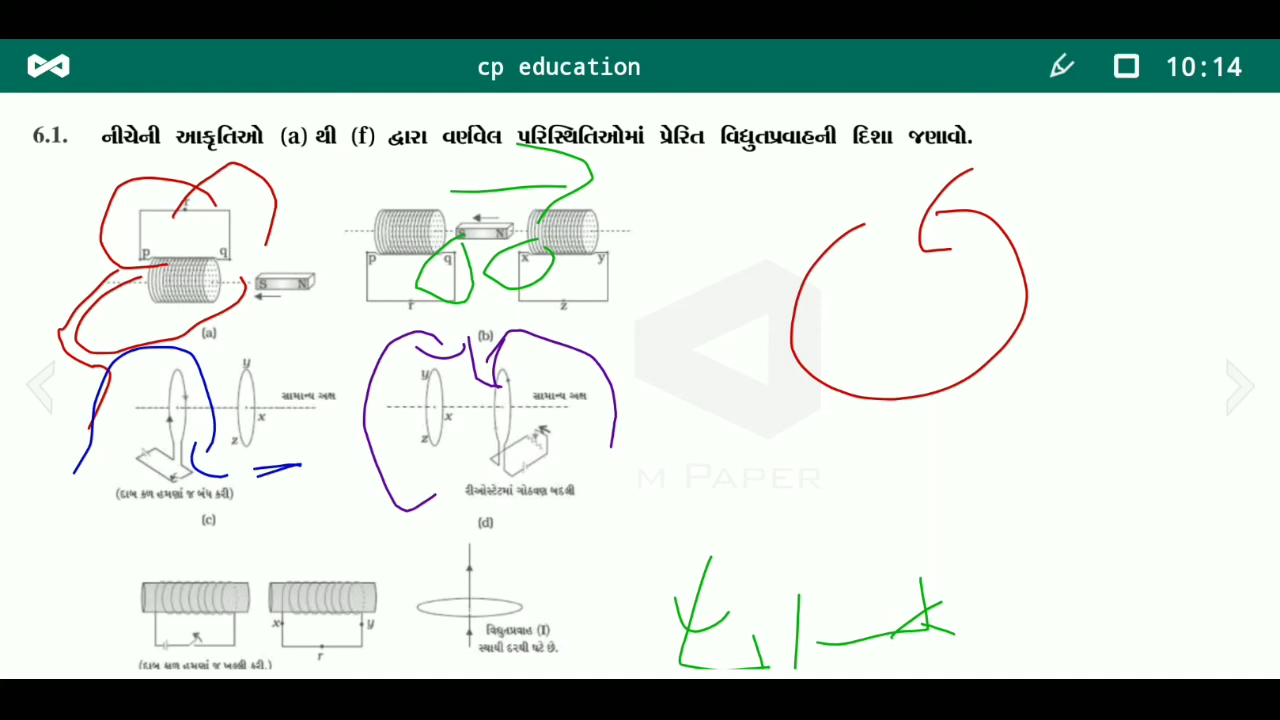 cp education
10:14
6.1. નીચેની આકૃતિઓ (a) થી (f) દ્વારા વર્ણવેલ પરિસ્થિતિઓમાં પ્રેરિત વિદ્યુતપ્રવાહની દિશા જણાવો.
r
p q
S N
(a)
S N
p q x y
r z
(b)
y
સામાન્ય અક્ષ
x
z
(દાબ કળ હમણાં જ બંધ કરી)
(c)
y
સામાન્ય અક્ષ
x
z
રીઓસ્ટેટમાં ગોઠવણ બદલી
(d)
x y
r
(દાબ કળ હમણાં જ ખુલ્લી કરી.)
વિદ્યુતપ્રવાહ (I)
સ્થાયી દરથી ઘટે છે.
M PAPER